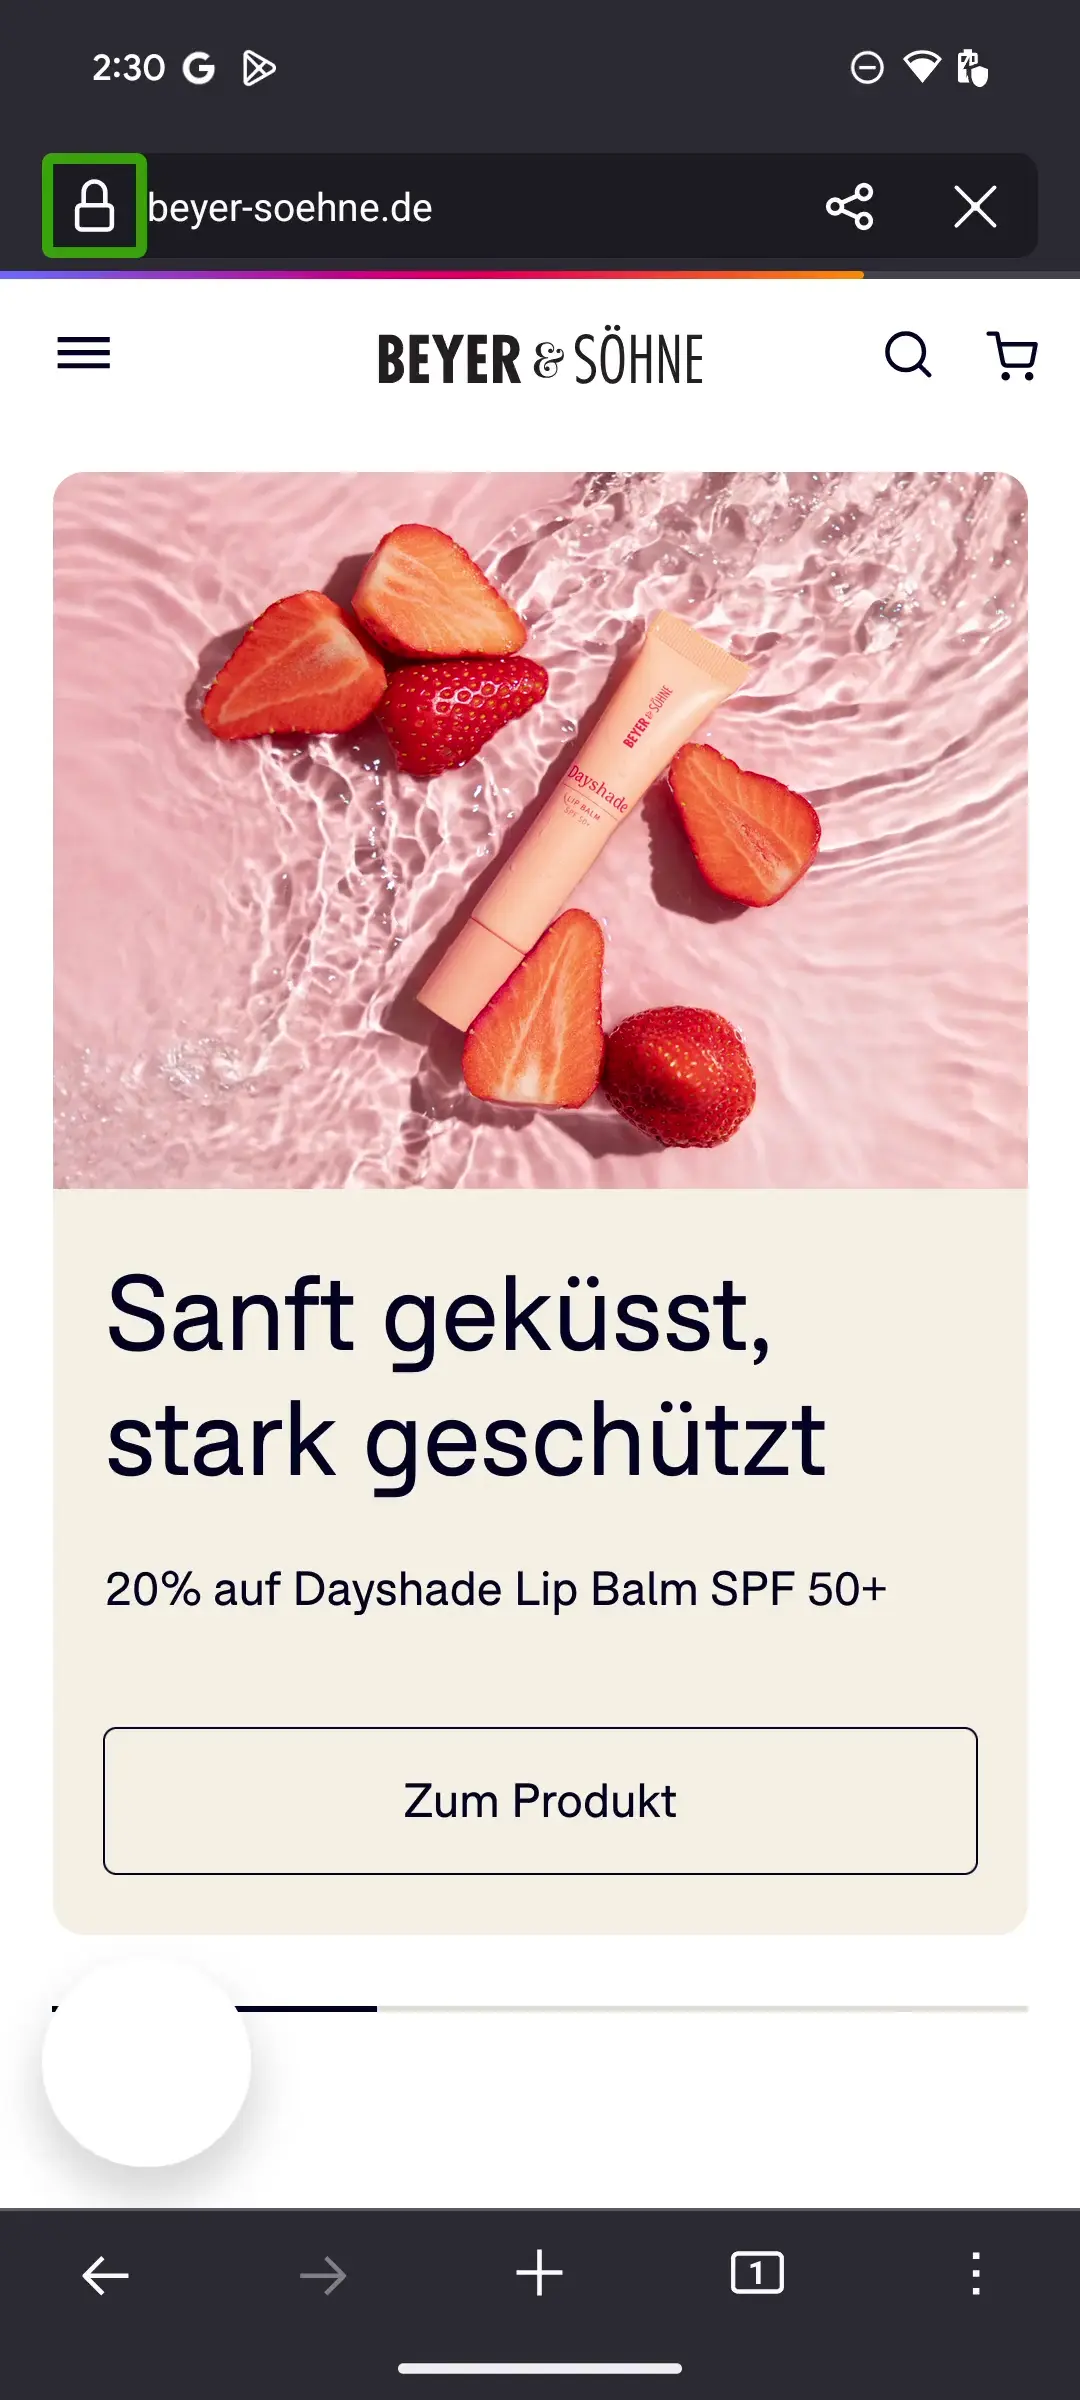 2:30
beyer-soehne.de
BEYER & SÖHNE
BEYER & SÖHNE
Dayshade
LIP BALM
SPF 50+
Sanft geküsst,
stark geschützt
20% auf Dayshade Lip Balm SPF 50+
Zum Produkt
1